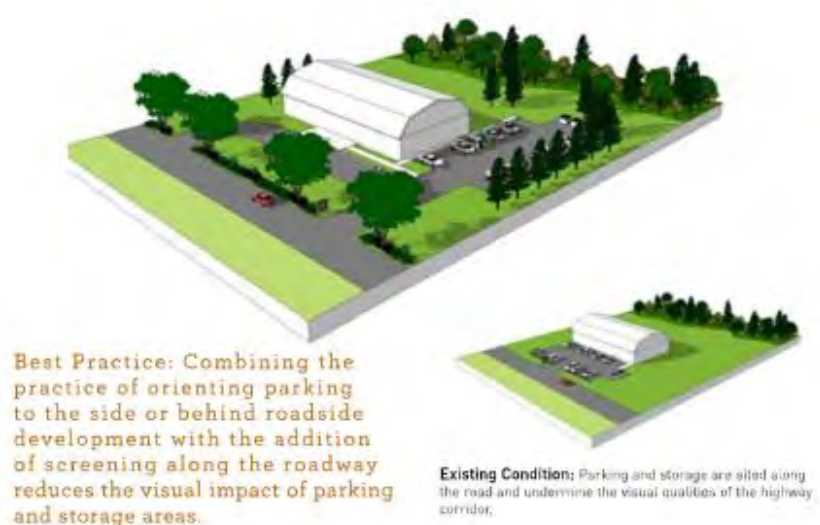 Best Practice: Combining the
practice of orienting parking
to the side or behind roadside
development with the addition
of screening along the roadway
reduces the visual impact of parking
and storage areas.
Existing Condition: Parking and storage are sited along
the road and undermine the visual qualities of the highway
corridor.